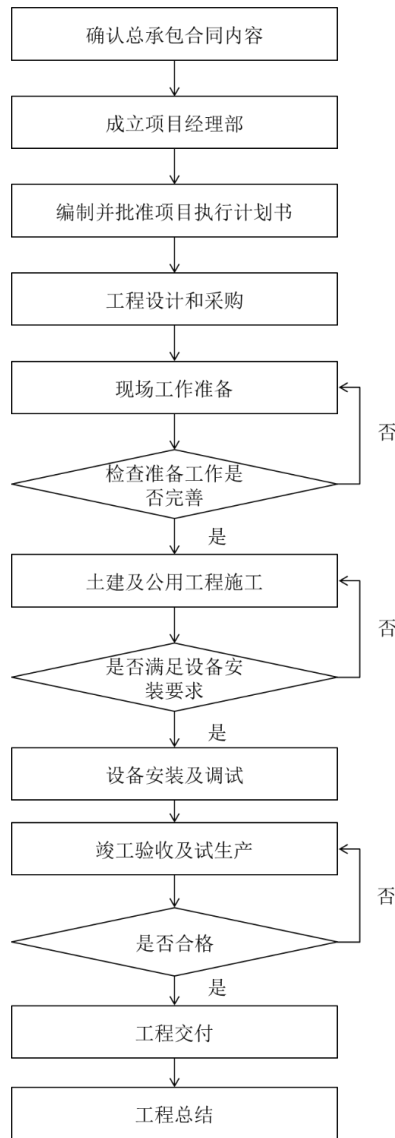 确认总承包合同内容
成立项目经理部
编制并批准项目执行计划书
工程设计和采购
现场工作准备
否
检查准备工作是
否完善
是
土建及公用工程施工
否
是否满足设备安
装要求
是
设备安装及调试
竣工验收及试生产
否
是否合格
是
工程交付
工程总结